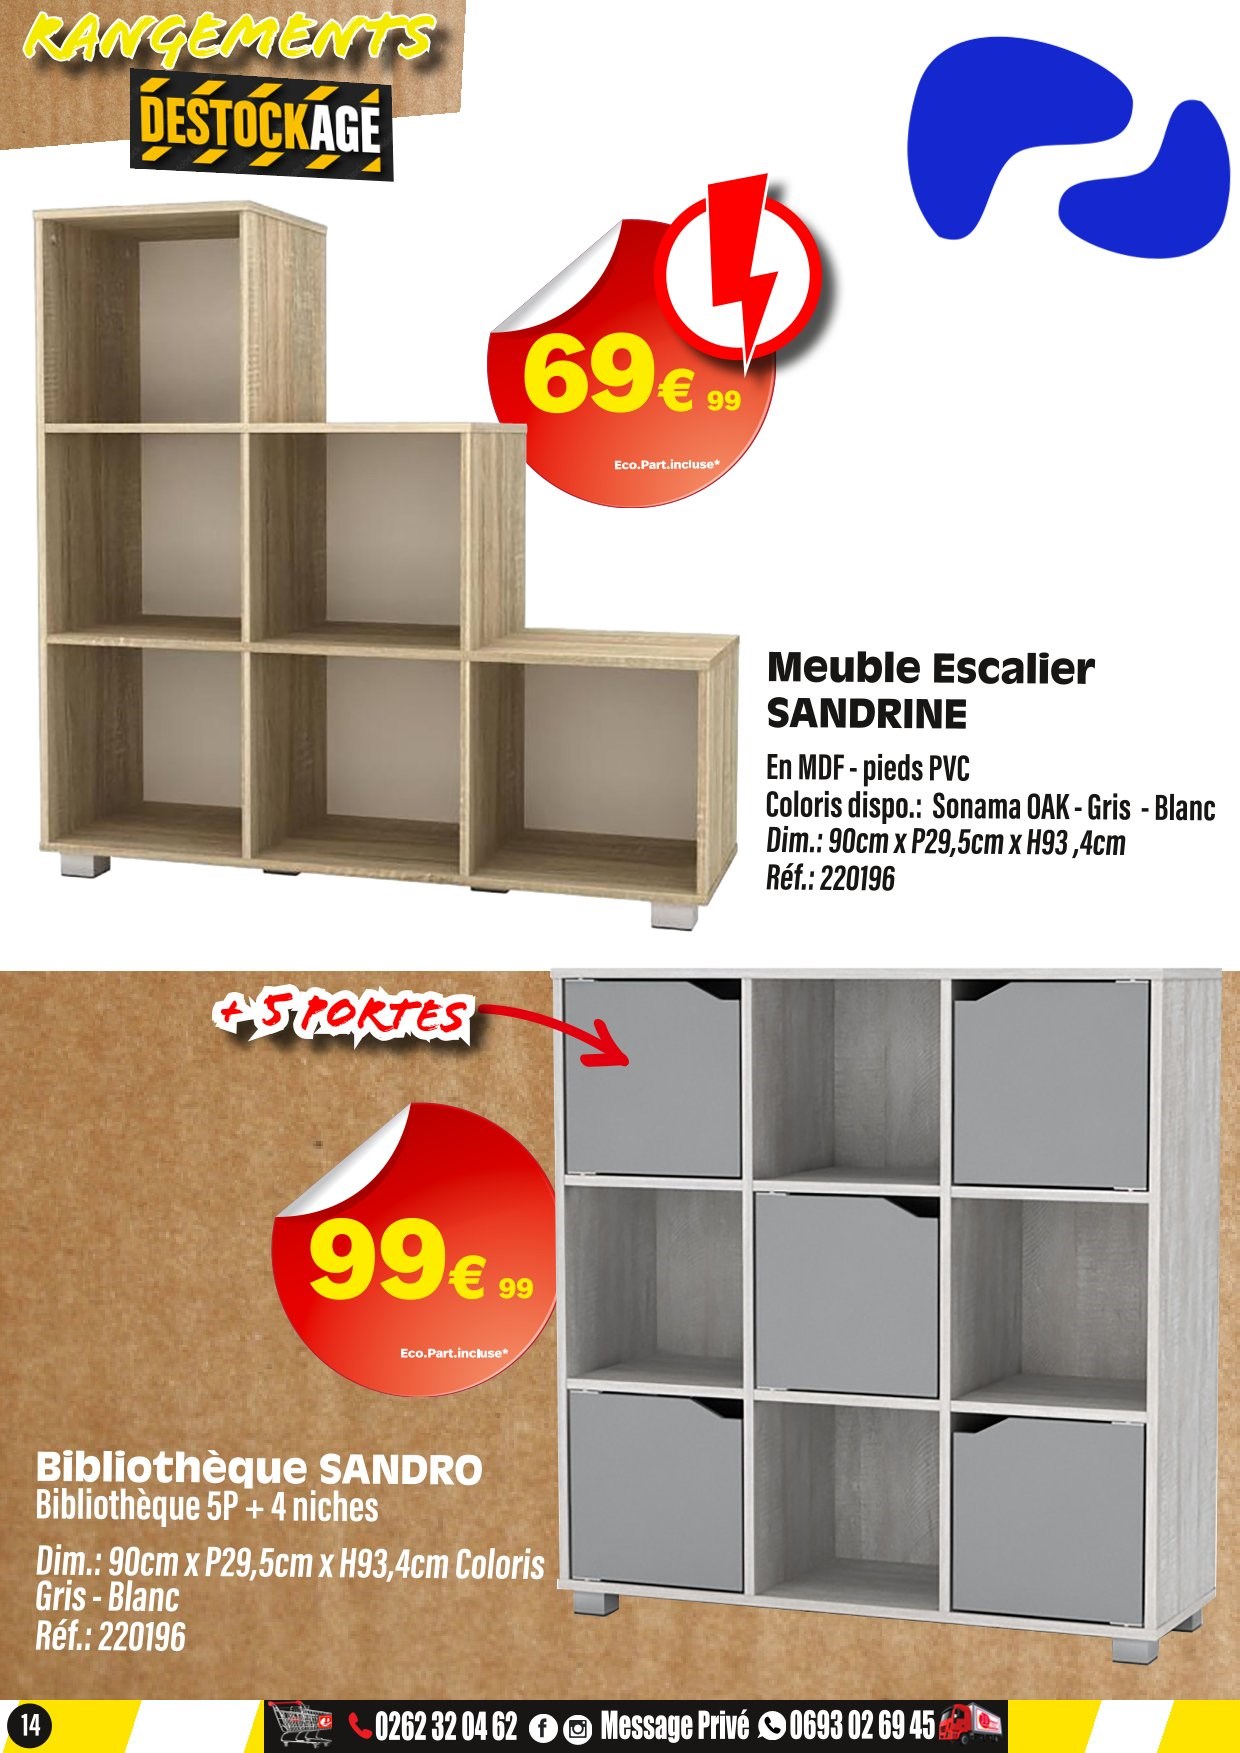 RANGEMENTS
DESTOCKAGE
69€ 99
Eco.Part.incluse*
Meuble Escalier
SANDRINE
En MDF - pieds PVC
Coloris dispo.: Sonama OAK - Gris - Blanc
Dim.: 90cm x P29,5cm x H93 ,4cm
Réf.: 220196
+ 5 PORTES
99€ 99
Eco.Part.incluse*
Bibliothèque SANDRO
Bibliothèque 5P + 4 niches
Dim.: 90cm x P29,5cm x H93,4cm Coloris
Gris - Blanc
Réf.: 220196
14 0262 32 04 62 Message Privé 0693 02 69 45